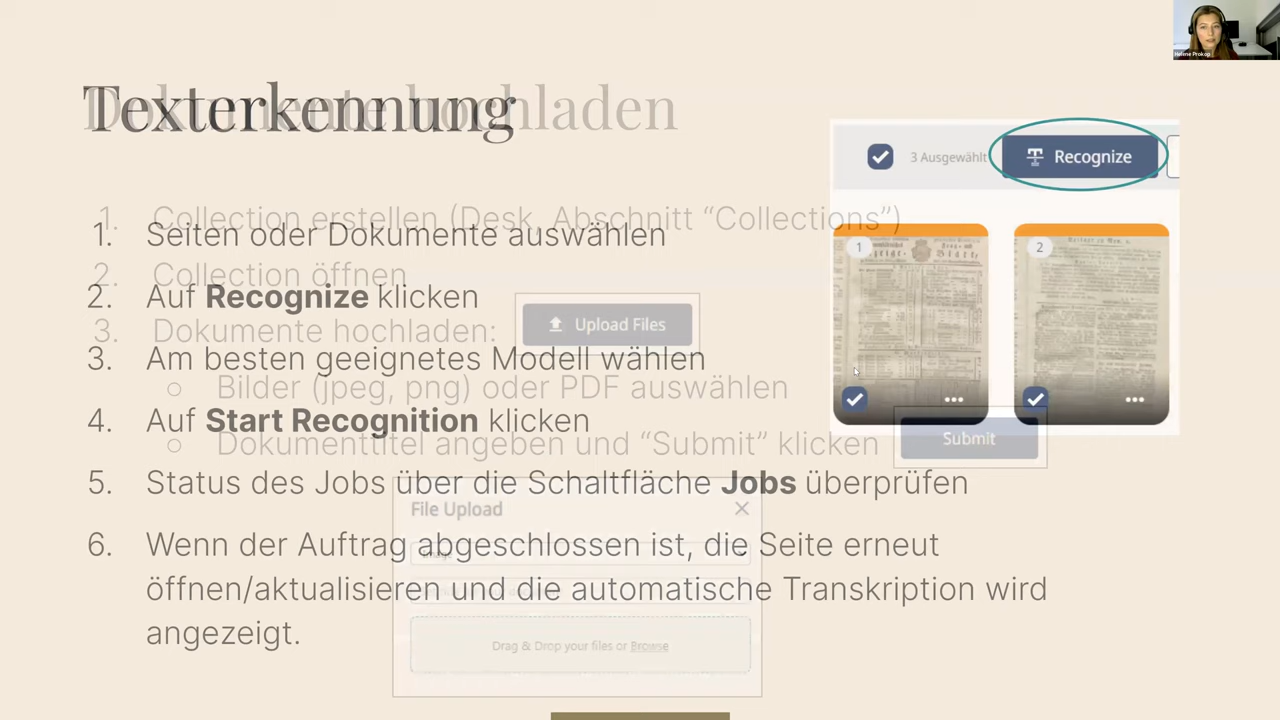 Texterkennung
Dokumente hochladen
3 Ausgewählt
Recognize
1. Collection erstellen (Desk, Abschnitt “Collections”)
1. Seiten oder Dokumente auswählen
2. Collection öffnen
2. Auf Recognize klicken
3. Dokumente hochladen:
Upload Files
3. Am besten geeignetes Modell wählen
○ Bilder (jpeg, png) oder PDF auswählen
4. Auf Start Recognition klicken
○ Dokumenttitel angeben und “Submit” klicken
Submit
5. Status des Jobs über die Schaltfläche Jobs überprüfen
File Upload
6. Wenn der Auftrag abgeschlossen ist, die Seite erneut
öffnen/aktualisieren und die automatische Transkription wird
angezeigt.
Drag & Drop your files or Browse
1
2
Helene Prokop